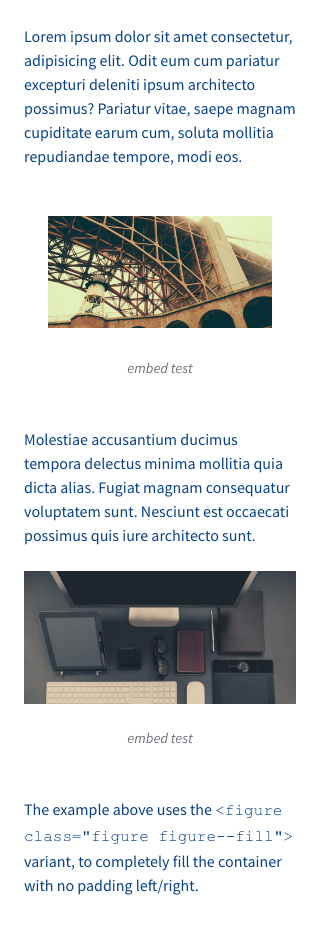 Lorem ipsum dolor sit amet consectetur,
adipisicing elit. Odit eum cum pariatur
excepturi deleniti ipsum architecto
possimus? Pariatur vitae, saepe magnam
cupiditate earum cum, soluta mollitia
repudiandae tempore, modi eos.
embed test
Molestiae accusantium ducimus
tempora delectus minima mollitia quia
dicta alias. Fugiat magnam consequatur
voluptatem sunt. Nesciunt est occaecati
possimus quis iure architecto sunt.
embed test
The example above uses the <figure
class="figure figure--fill">
variant, to completely fill the container
with no padding left/right.